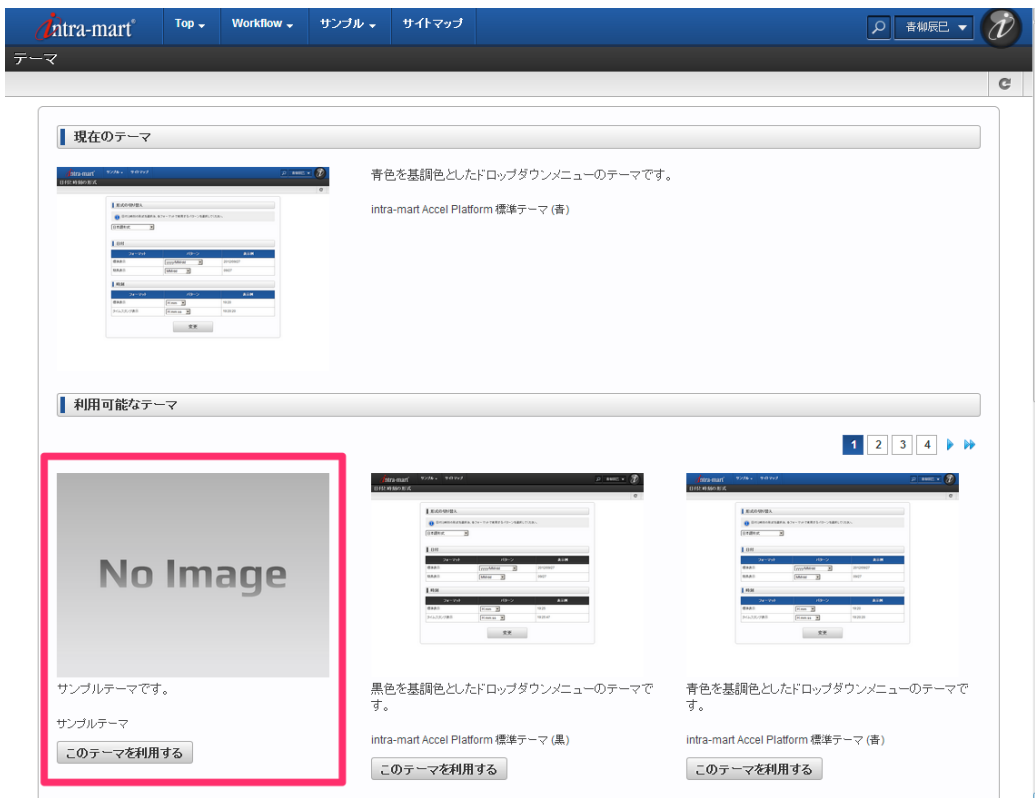 intra-mart® Top Workflow サンプル サイトマップ 青柳辰巳
テーマ
現在のテーマ
青色を基調色としたドロップダウンメニューのテーマです。
intra-mart Accel Platform 標準テーマ (青)
利用可能なテーマ
1 2 3 4
No Image
サンプルテーマです。
サンプルテーマ
このテーマを利用する
黒色を基調色としたドロップダウンメニューのテーマで
す。
intra-mart Accel Platform 標準テーマ (黒)
このテーマを利用する
青色を基調色としたドロップダウンメニューのテーマで
す。
intra-mart Accel Platform 標準テーマ (青)
このテーマを利用する